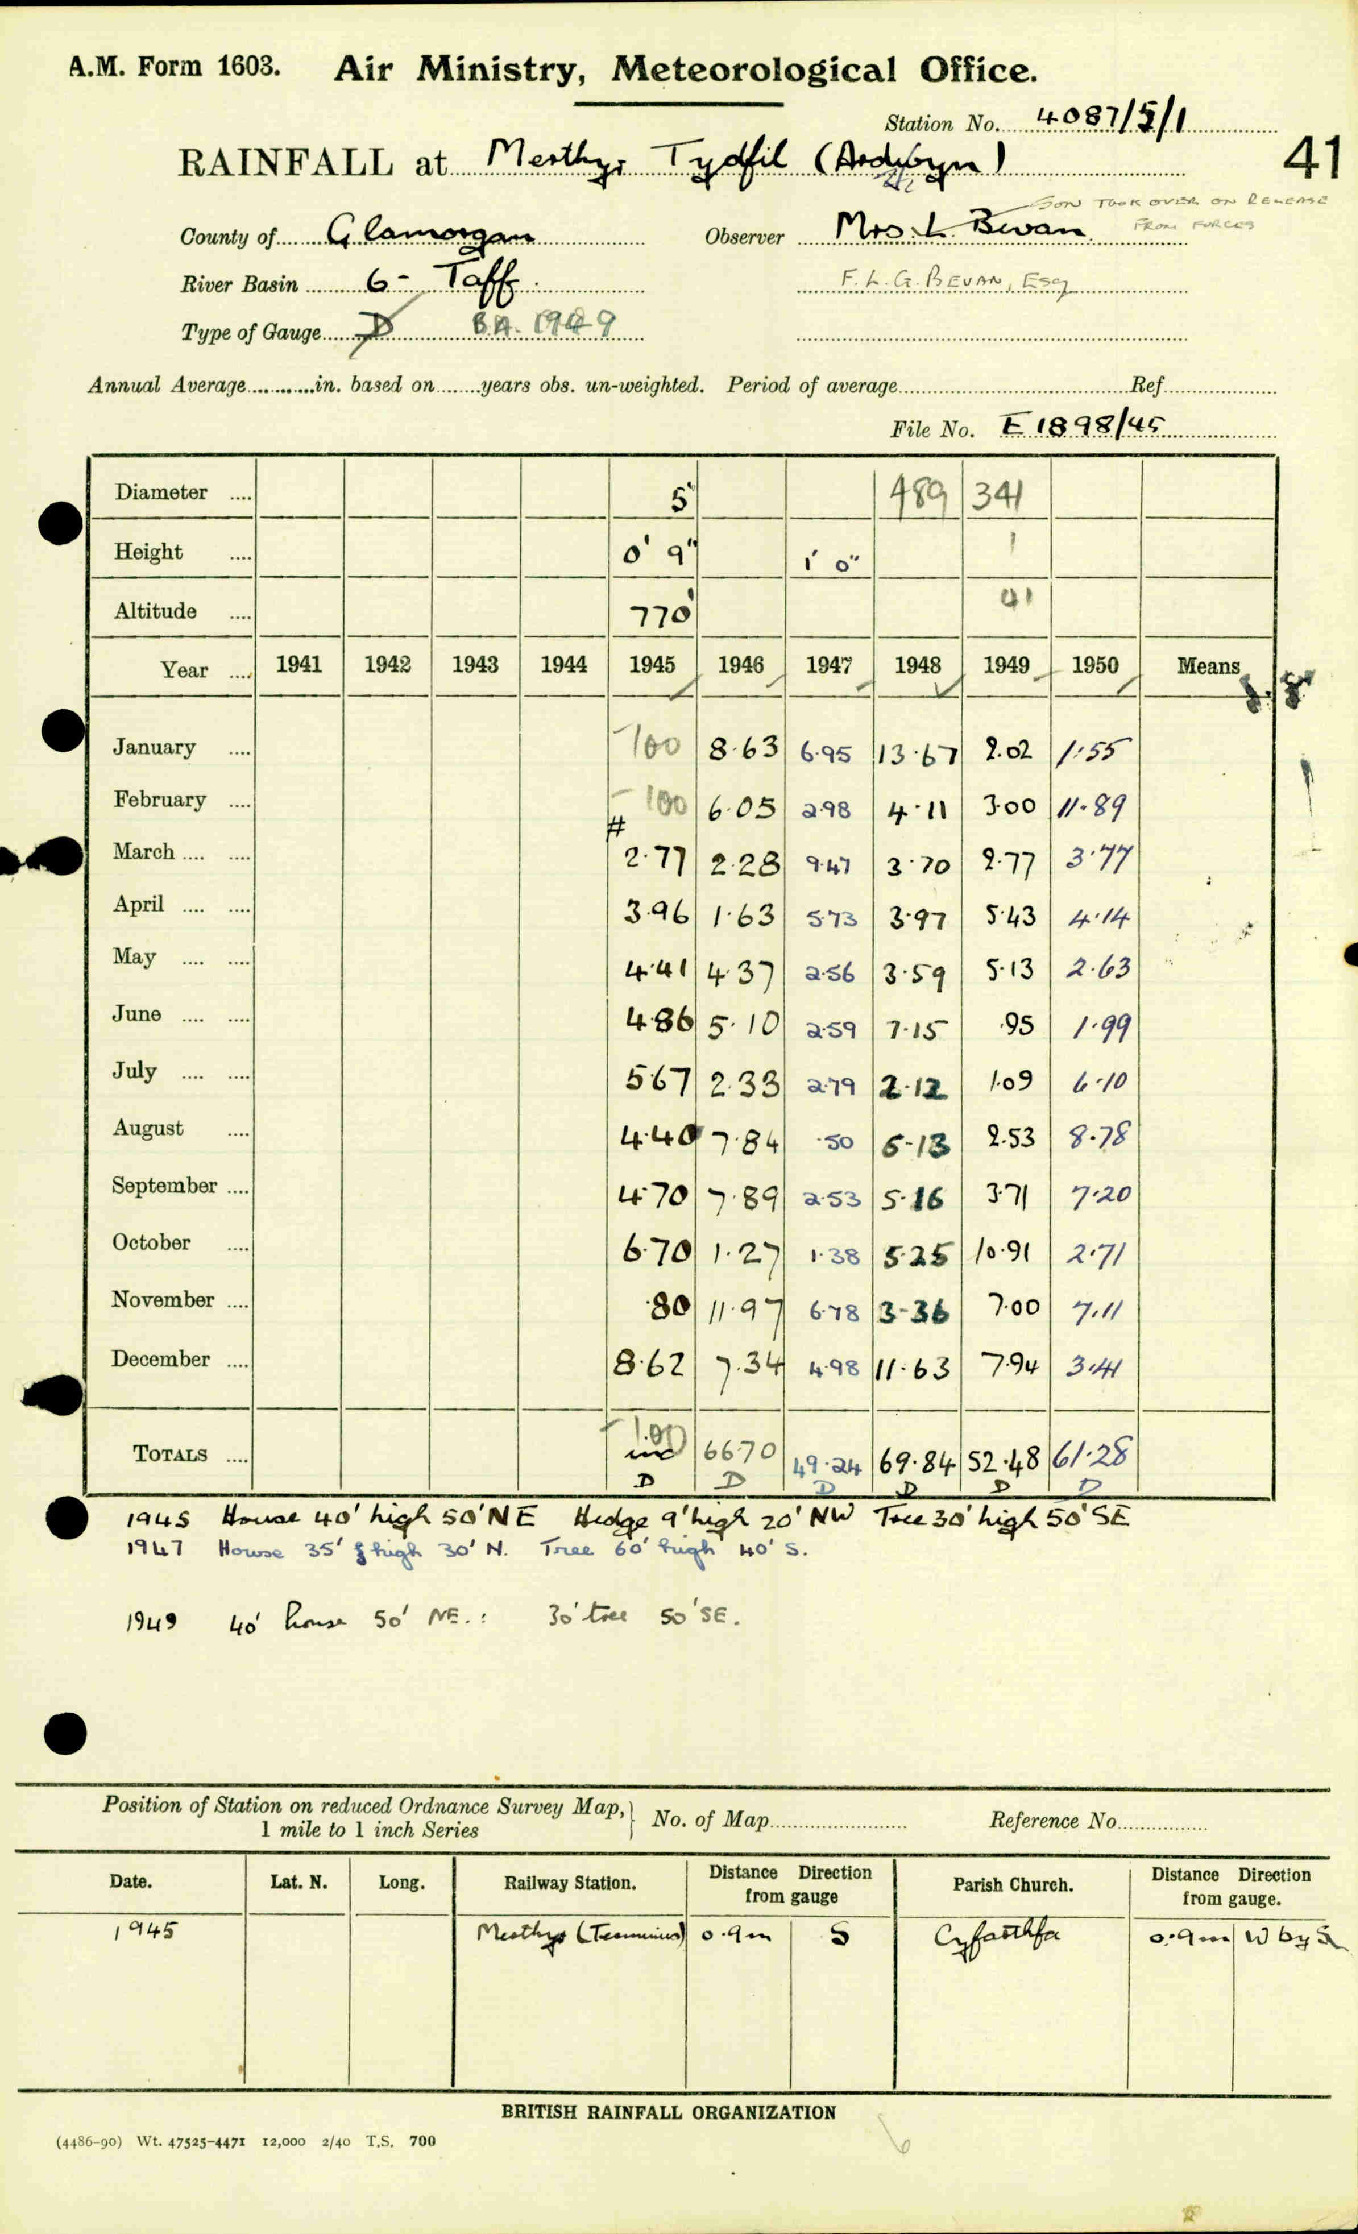 A.M. Form 1603. Air Ministry, Meteorological Office.
Station No. 4087/5/1
RAINFALL at Merthyr Tydfil (Ardwyn) 41
SON TOOK OVER ON RELEASE
FROM FORCES
County of Glamorgan Observer Mrs. L. Bevan
River Basin 6 - Taff. F. L. G. BEVAN, Esq
Type of Gauge D B.A. 1949
Annual Average in. based on years obs. un-weighted. Period of average Ref
File No. E 1898/45
Diameter 5" 489 341
Height 0' 9" 1' 0" 1
Altitude 770' 41
Year 1941 1942 1943 1944 1945 1946 1947 1948 1949 1950 Means
January -100 8.63 6.95 13.67 2.02 1.55
February -100 6.05 2.98 4.11 3.00 11.89
March # 2.77 2.28 9.47 3.70 2.77 3.77
April 3.96 1.63 5.73 3.97 5.43 4.14
May 4.41 4.37 2.56 3.59 5.13 2.63
June 4.86 5.10 2.59 7.15 .95 1.99
July 5.67 2.33 2.79 2.12 1.09 6.10
August 4.40 7.84 .50 6.13 2.53 8.78
September 4.70 7.89 2.53 5.16 3.71 7.20
October 6.70 1.27 1.38 5.25 10.91 2.71
November .80 11.97 6.78 3.36 7.00 7.11
December 8.62 7.34 4.98 11.63 7.94 3.41
TOTALS -100 inc 66.70 49.24 69.84 52.48 61.28
D D D D D D
1945 House 40' high 50' NE Hedge 9' high 20' NW Tree 30' high 50' SE
1947 House 35' high 30' N. Tree 60' high 40' S.
1949 40' house 50' NE.: 30' tree 50' SE.
Position of Station on reduced Ordnance Survey Map,
1 mile to 1 inch Series
No. of Map Reference No.
Date. Lat. N. Long. Railway Station. Distance Direction from gauge Parish Church. Distance Direction from gauge.
1945 Merthyr (Terminus) 0.9m S Cyfarthfa 0.9m W by S
BRITISH RAINFALL ORGANIZATION
(4486-90) Wt. 47525-4471 12,000 2/40 T.S. 700
6